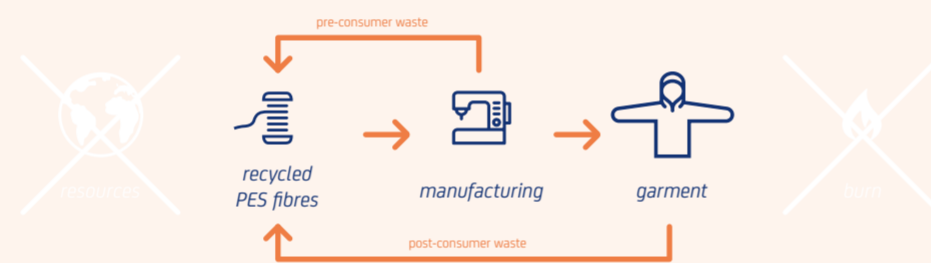 pre-consumer waste
resources
recycled
PES fibres
manufacturing
garment
burn
post-consumer waste